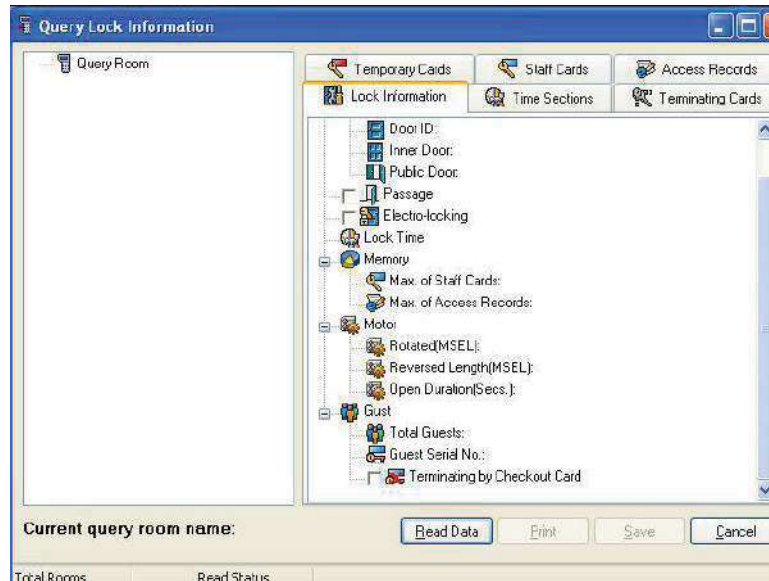 Query Lock Information
Query Room
Temporary Cards
Staff Cards
Access Records
Lock Information
Time Sections
Terminating Cards
Door ID:
Inner Door:
Public Door:
Passage
Electro-locking
Lock Time
Memory
Max. of Staff Cards:
Max. of Access Records:
Motor
Rotated(MSEL):
Reversed Length(MSEL):
Open Duration(Secs.):
Gust
Total Guests:
Guest Serial No.:
Terminating by Checkout Card
Current query room name:
Read Data
Print
Save
Cancel
Total Rooms
Read Status